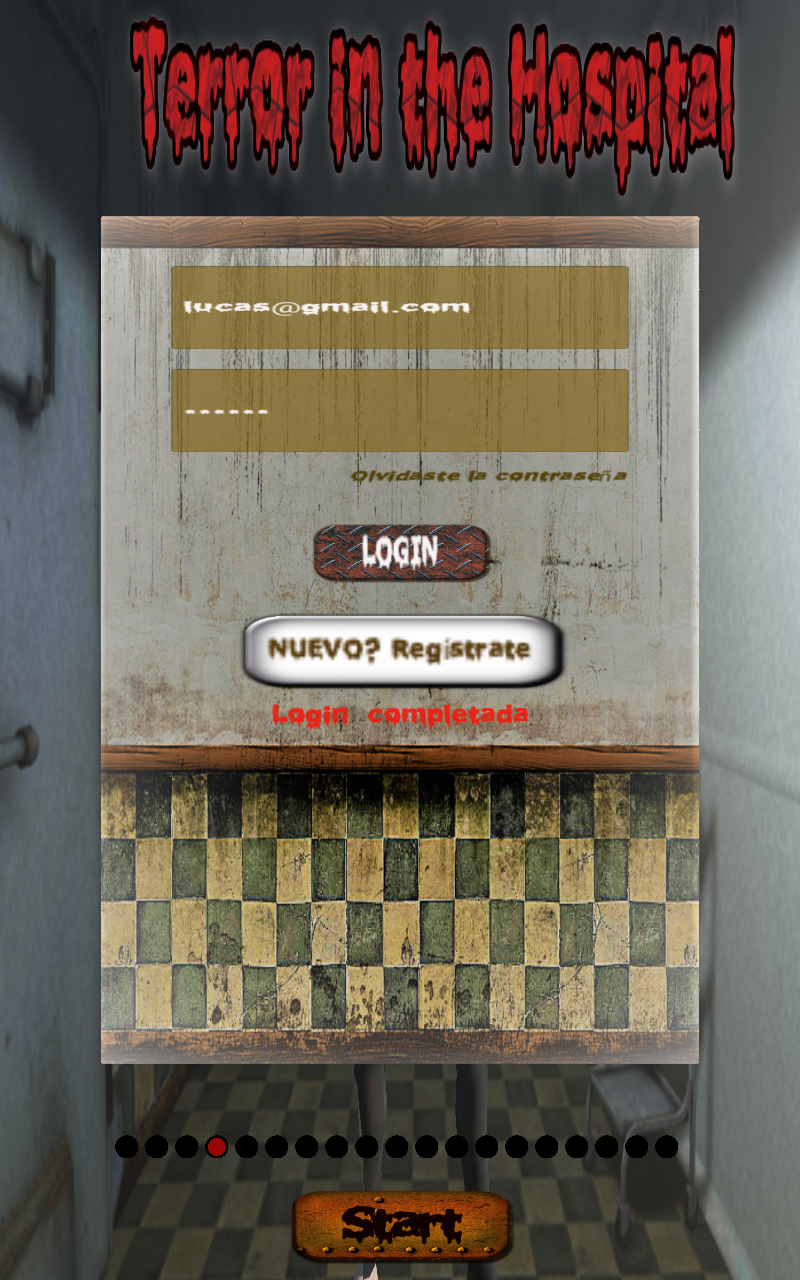 Terror in the Hospital
lucas@gmail.com
------
Olvidaste la contraseña
LOGIN
NUEVO? Regístrate
Login completada
Start